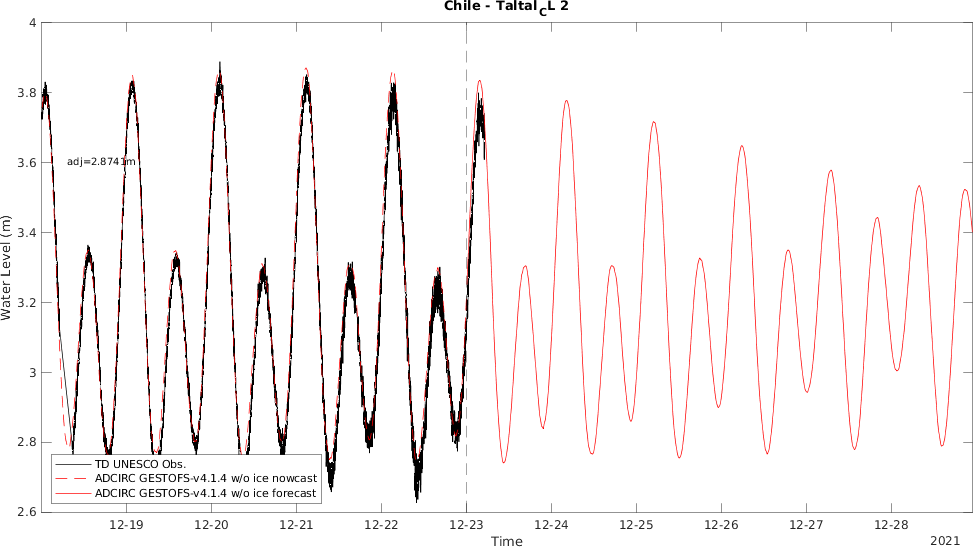 Chile - Taltal_CL 2
4
3.8
3.6
3.4
3.2
3
2.8
2.6
Water Level (m)
adj=2.8741m
TD UNESCO Obs.
ADCIRC GESTOFS-v4.1.4 w/o ice nowcast
ADCIRC GESTOFS-v4.1.4 w/o ice forecast
12-19 12-20 12-21 12-22 12-23 12-24 12-25 12-26 12-27 12-28
Time
2021